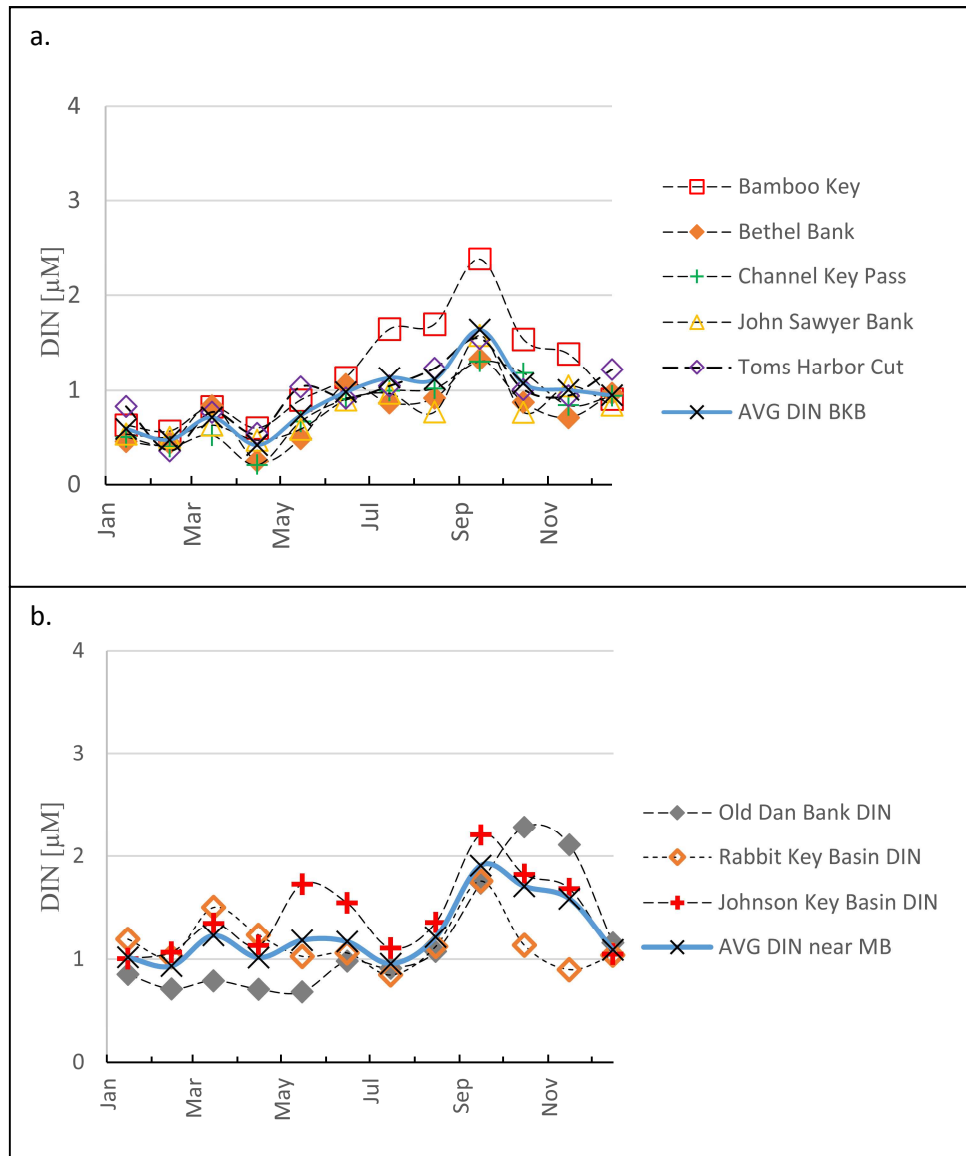 a.
4
3
2
1
0
DIN [µM]
Jan
Mar
May
Jul
Sep
Nov
Bamboo Key
Bethel Bank
Channel Key Pass
John Sawyer Bank
Toms Harbor Cut
AVG DIN BKB
b.
4
3
2
1
0
DIN [µM]
Jan
Mar
May
Jul
Sep
Nov
Old Dan Bank DIN
Rabbit Key Basin DIN
Johnson Key Basin DIN
AVG DIN near MB